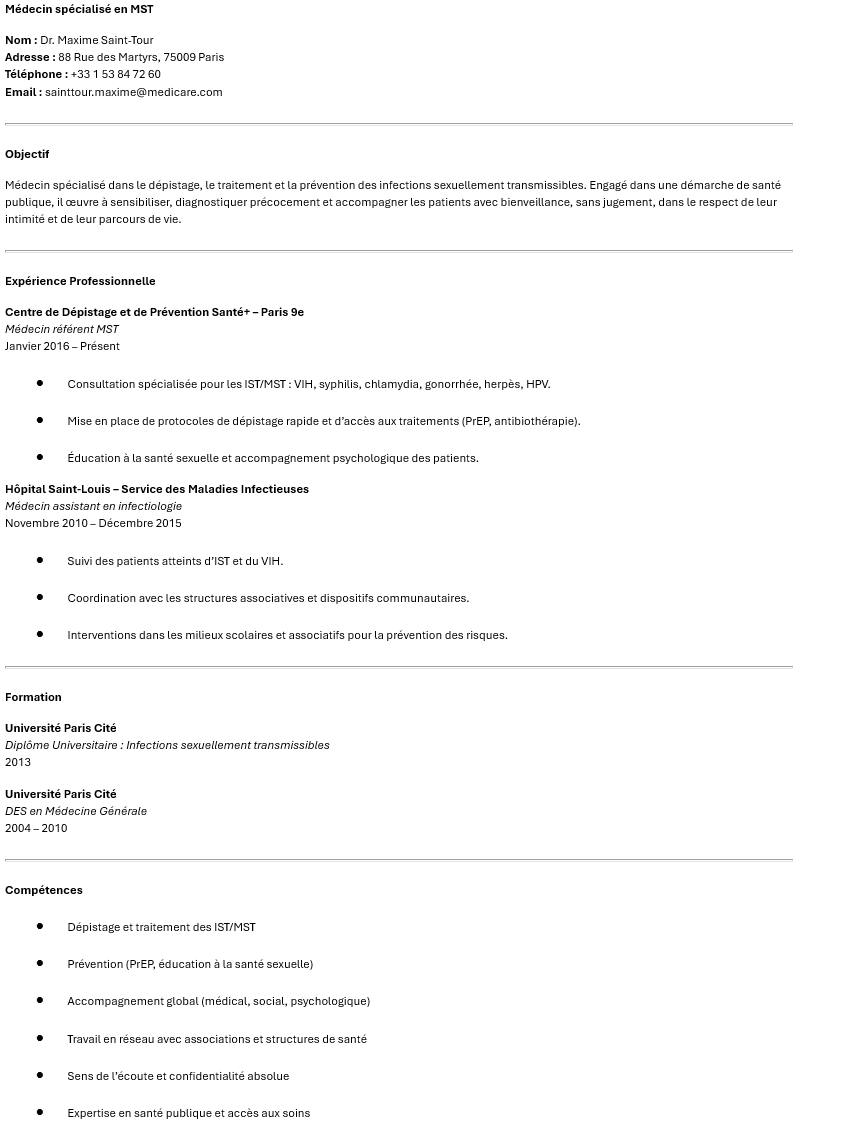 Médecin spécialisé en MST
Nom : Dr. Maxime Saint-Tour
Adresse : 88 Rue des Martyrs, 75009 Paris
Téléphone : +33 1 53 84 72 60
Email : sainttour.maxime@medicare.com
Objectif
Médecin spécialisé dans le dépistage, le traitement et la prévention des infections sexuellement transmissibles. Engagé dans une démarche de santé
publique, il œuvre à sensibiliser, diagnostiquer précocement et accompagner les patients avec bienveillance, sans jugement, dans le respect de leur
intimité et de leur parcours de vie.
Expérience Professionnelle
Centre de Dépistage et de Prévention Santé+ – Paris 9e
Médecin référent MST
Janvier 2016 – Présent
● Consultation spécialisée pour les IST/MST : VIH, syphilis, chlamydia, gonorrhée, herpès, HPV.
● Mise en place de protocoles de dépistage rapide et d’accès aux traitements (PrEP, antibiothérapie).
● Éducation à la santé sexuelle et accompagnement psychologique des patients.
Hôpital Saint-Louis – Service des Maladies Infectieuses
Médecin assistant en infectiologie
Novembre 2010 – Décembre 2015
● Suivi des patients atteints d’IST et du VIH.
● Coordination avec les structures associatives et dispositifs communautaires.
● Interventions dans les milieux scolaires et associatifs pour la prévention des risques.
Formation
Université Paris Cité
Diplôme Universitaire : Infections sexuellement transmissibles
2013
Université Paris Cité
DES en Médecine Générale
2004 – 2010
Compétences
● Dépistage et traitement des IST/MST
● Prévention (PrEP, éducation à la santé sexuelle)
● Accompagnement global (médical, social, psychologique)
● Travail en réseau avec associations et structures de santé
● Sens de l’écoute et confidentialité absolue
● Expertise en santé publique et accès aux soins